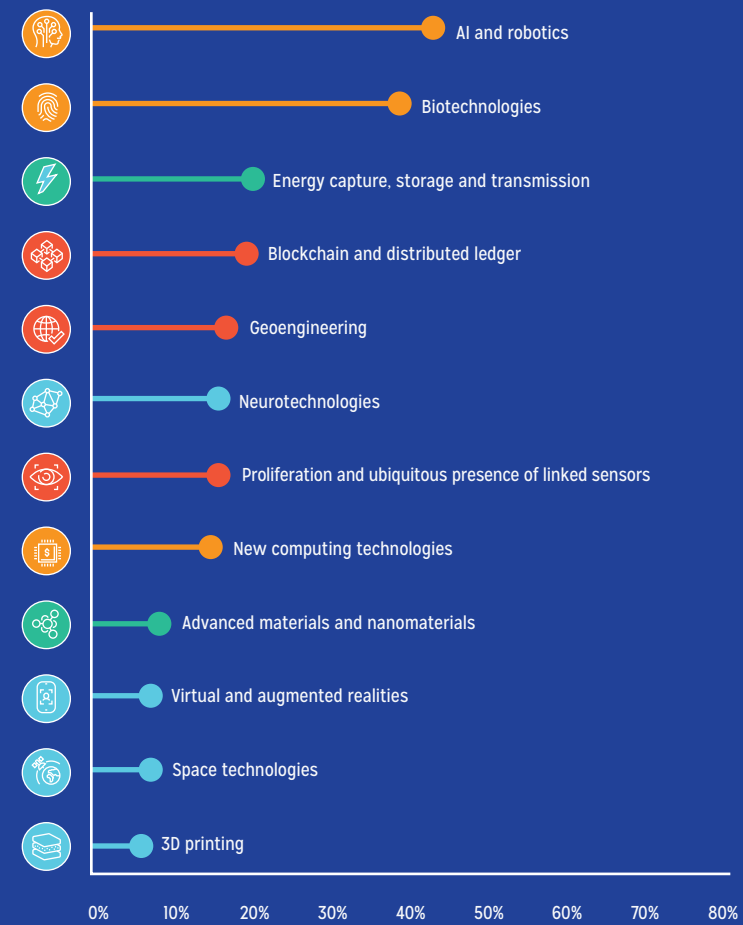 AI and robotics
Biotechnologies
Energy capture, storage and transmission
Blockchain and distributed ledger
Geoengineering
Neurotechnologies
Proliferation and ubiquitous presence of linked sensors
$
New computing technologies
Advanced materials and nanomaterials
Virtual and augmented realities
Space technologies
3D printing
0% 10% 20% 30% 40% 50% 60% 70% 80%